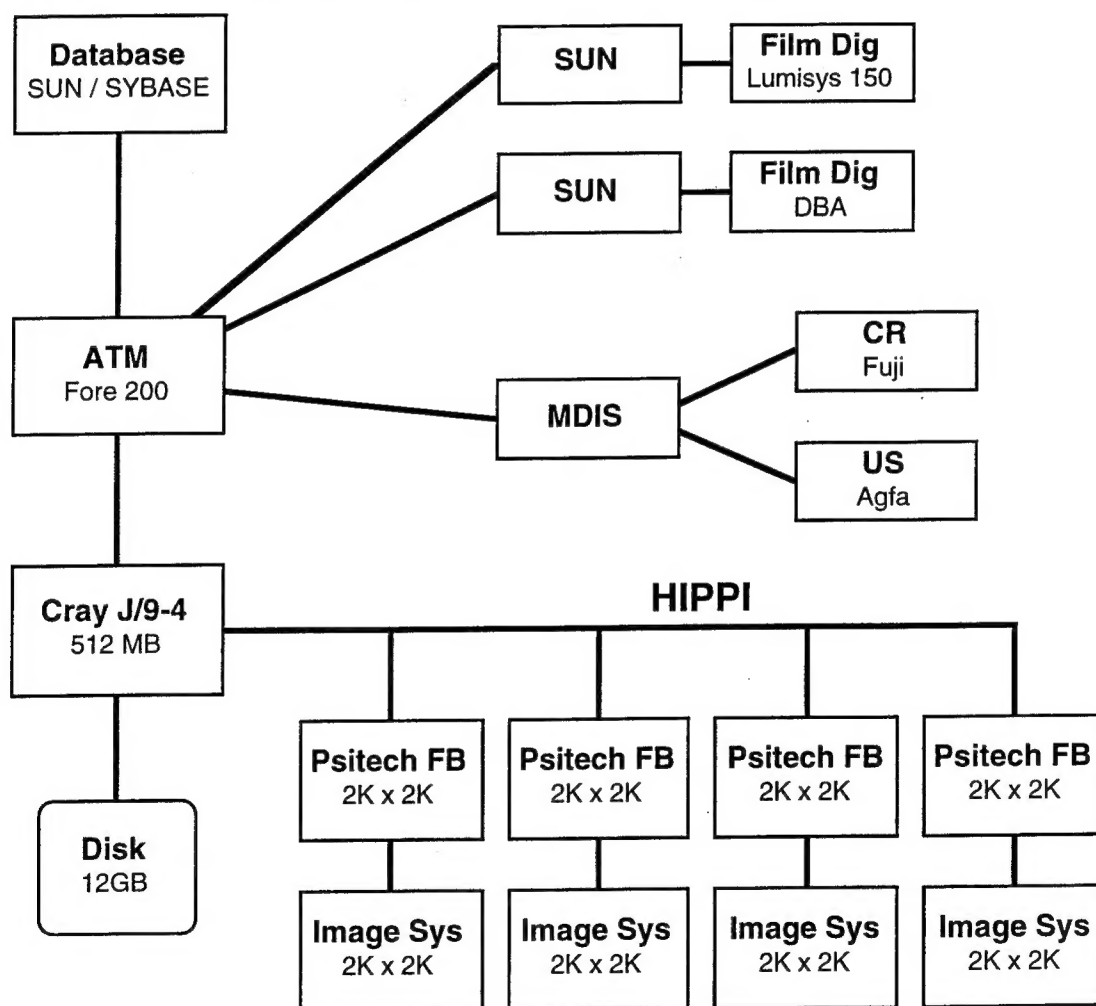 Database
SUN / SYBASE
SUN
Film Dig
Lumisys 150
SUN
Film Dig
DBA
ATM
Fore 200
CR
Fuji
MDIS
US
Agfa
Cray J/9-4
512 MB
HIPPI
Psitech FB
2K x 2K
Psitech FB
2K x 2K
Psitech FB
2K x 2K
Psitech FB
2K x 2K
Disk
12GB
Image Sys
2K x 2K
Image Sys
2K x 2K
Image Sys
2K x 2K
Image Sys
2K x 2K